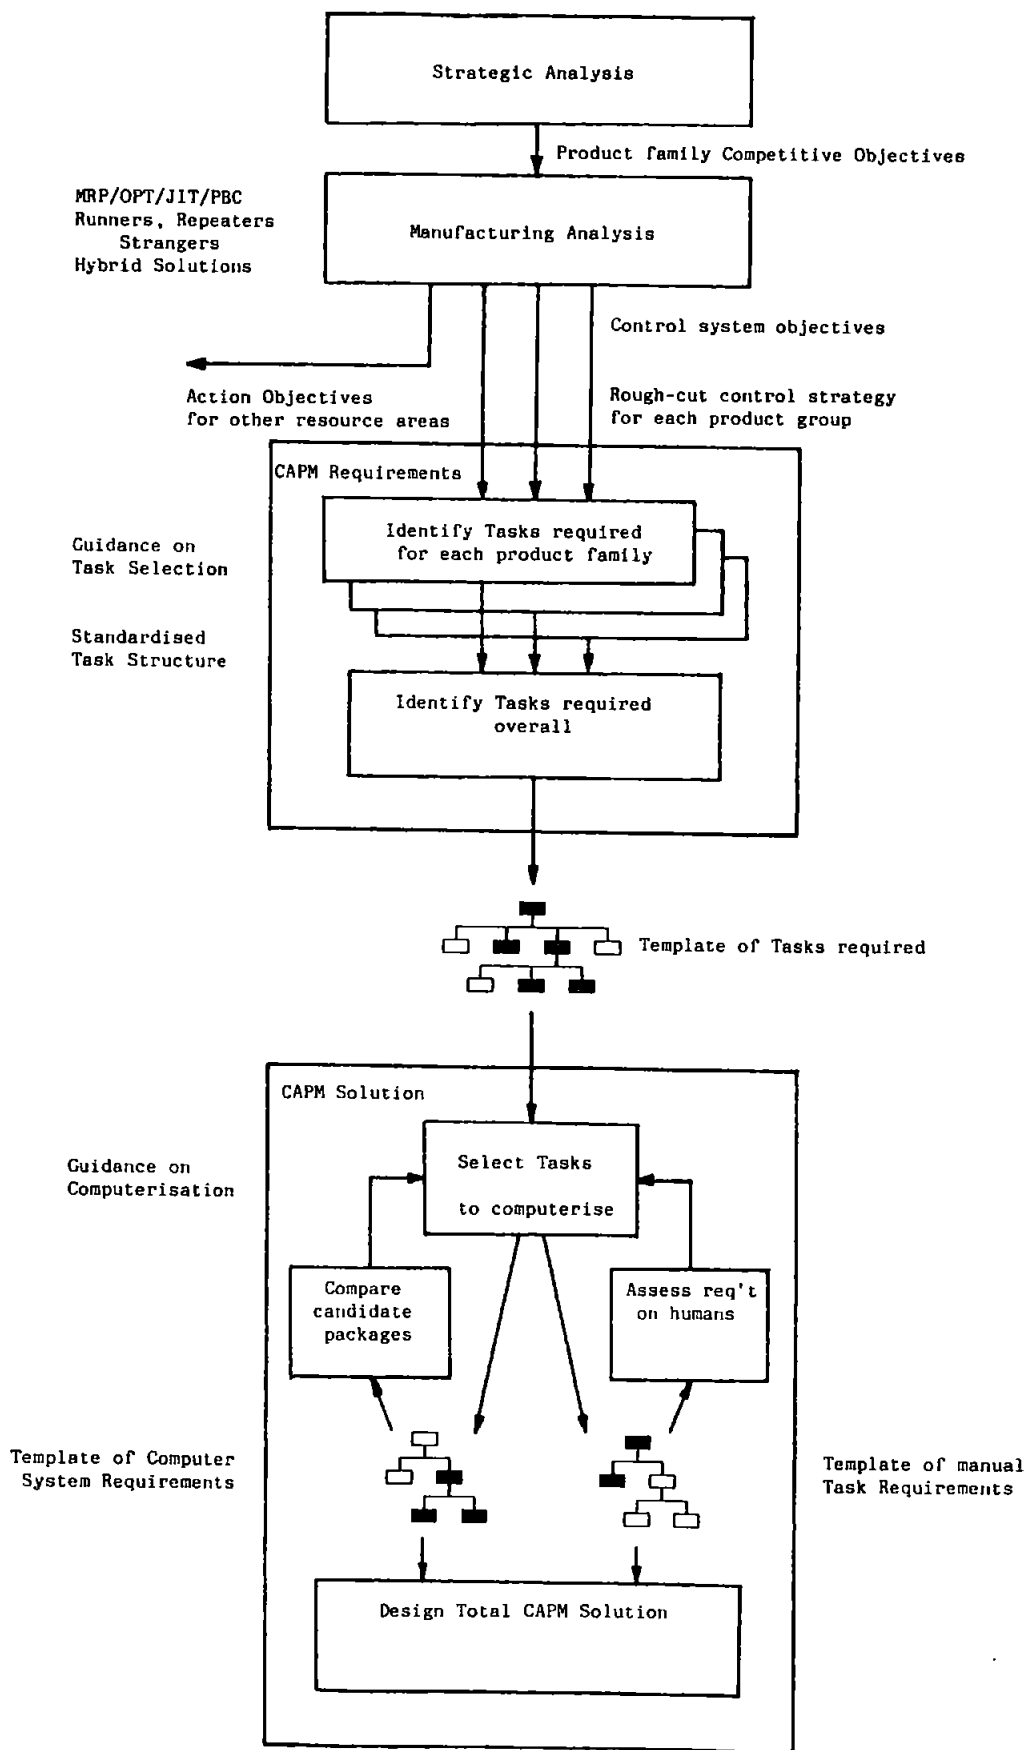 Strategic Analysis
Product family Competitive Objectives
MRP/OPT/JIT/PBC
Runners, Repeaters
Strangers
Hybrid Solutions
Manufacturing Analysis
Control system objectives
Action Objectives
for other resource areas
Rough-cut control strategy
for each product group
CAPM Requirements
Identify Tasks required
for each product family
Guidance on
Task Selection
Standardised
Task Structure
Identify Tasks required
overall
Template of Tasks required
CAPM Solution
Select Tasks
to computerise
Guidance on
Computerisation
Compare
candidate
packages
Assess req't
on humans
Template of Computer
System Requirements
Template of manual
Task Requirements
Design Total CAPM Solution